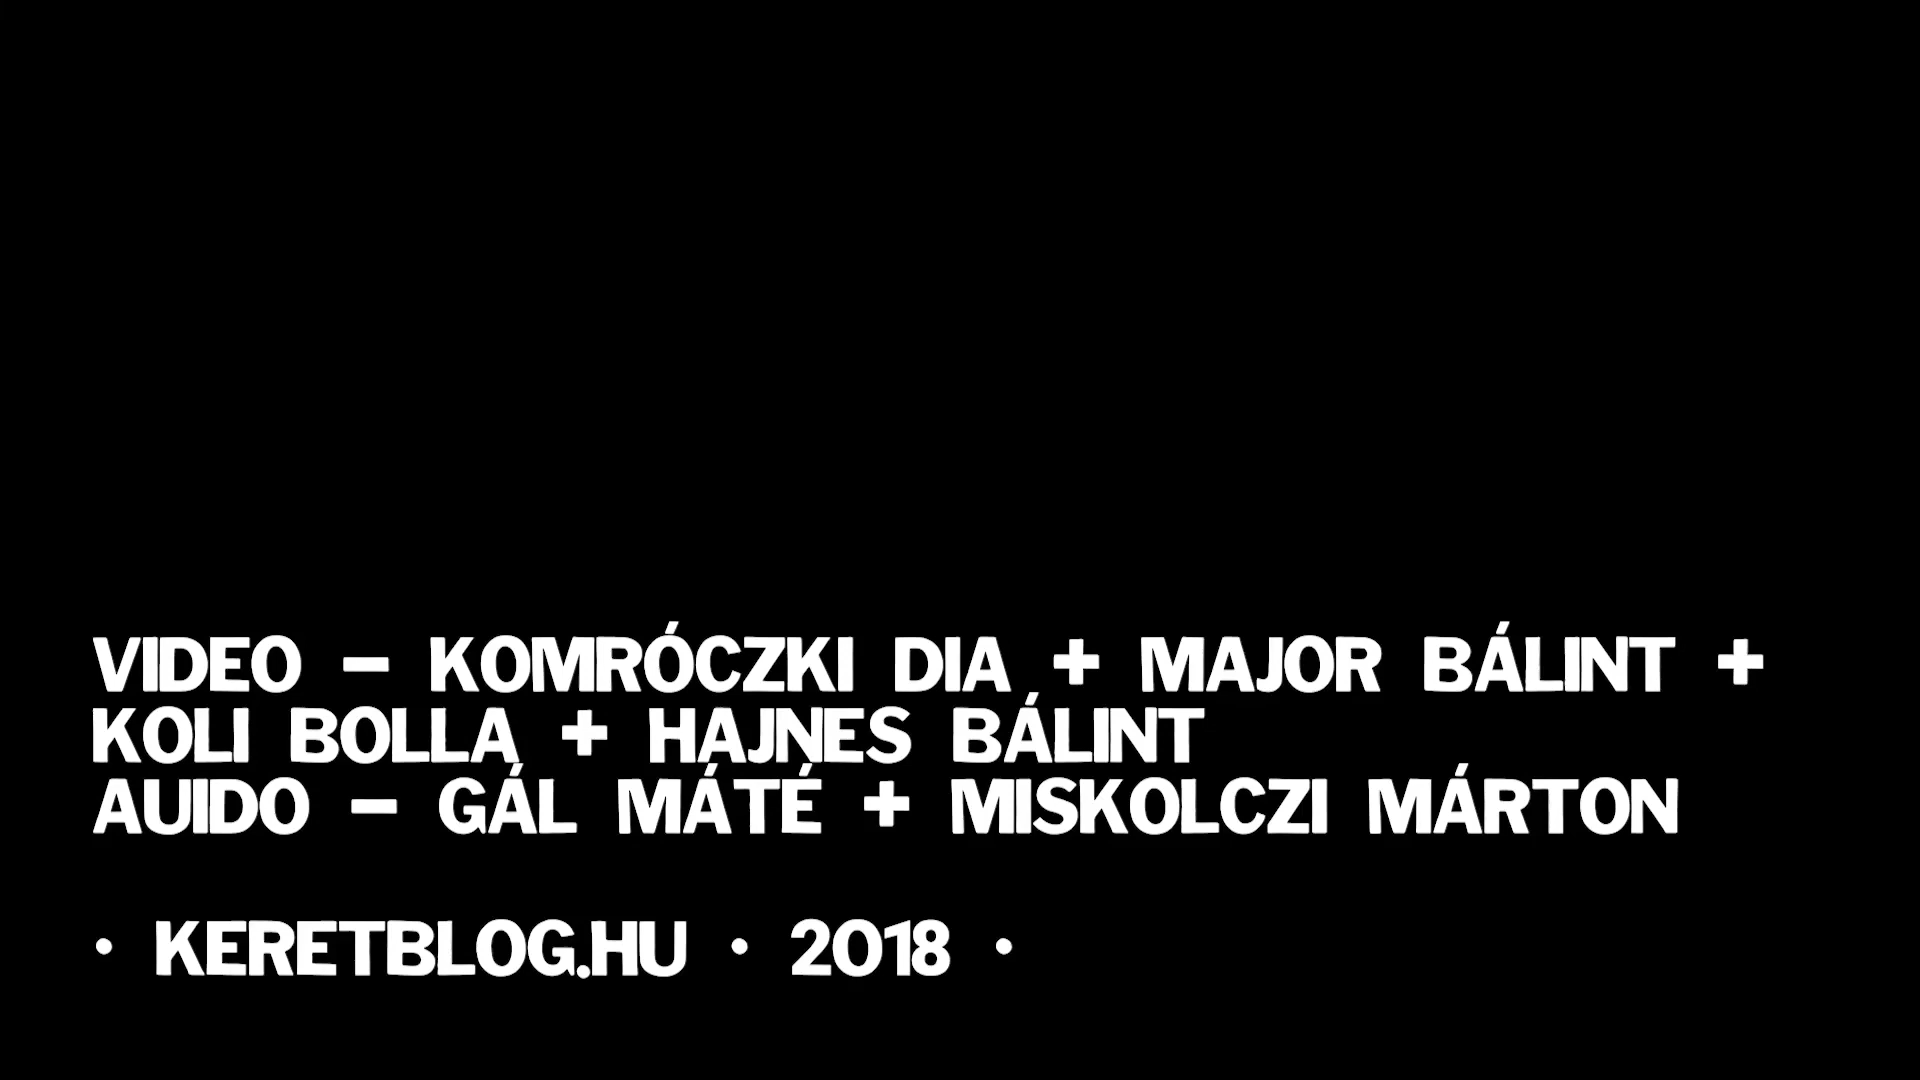 VIDEO – KOMRÓCZKI DIA + MAJOR BÁLINT +
KOLI BOLLA + HAJNES BÁLINT
AUIDO – GÁL MÁTÉ + MISKOLCZI MÁRTON
· KERETBLOG.HU · 2018 ·